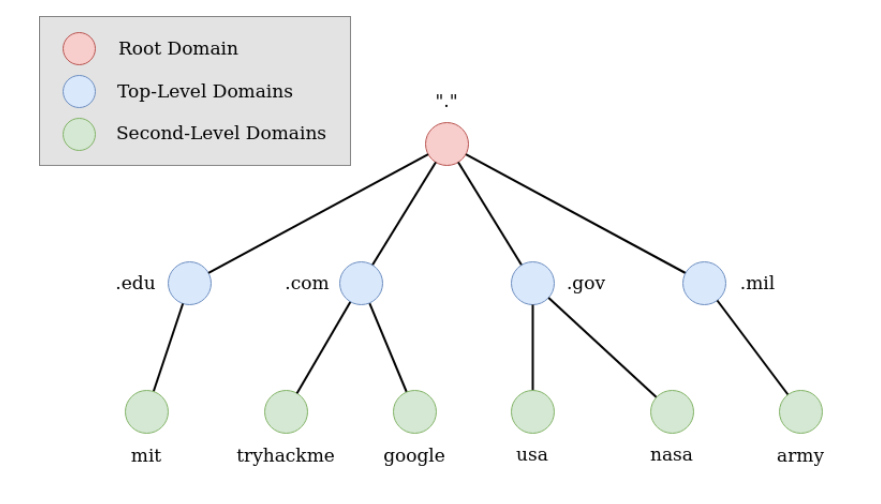 Root Domain
Top-Level Domains
Second-Level Domains
"."
.edu
.com
.gov
.mil
mit
tryhackme
google
usa
nasa
army